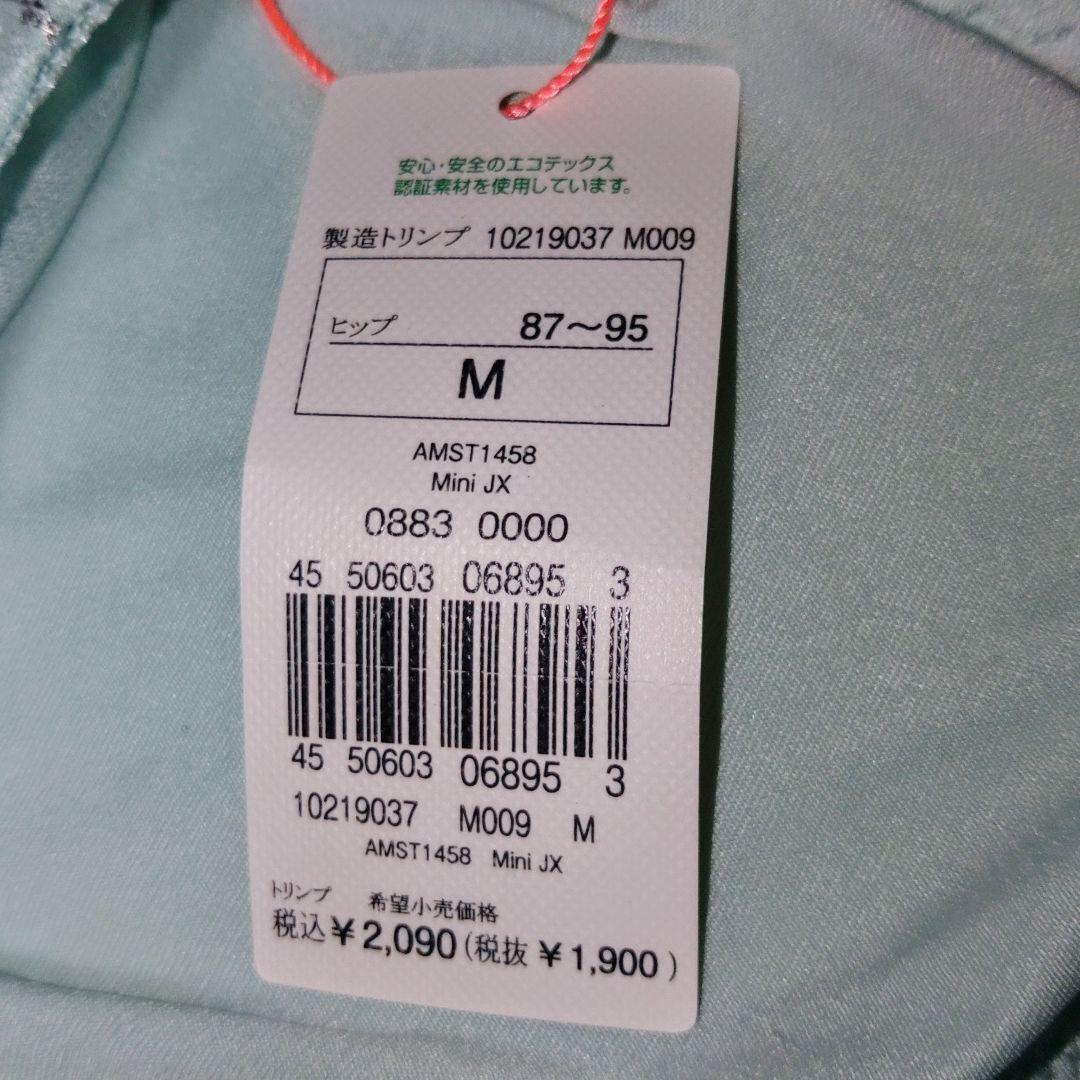 安心・安全のエコテックス
認証素材を使用しています。
製造トリンプ 10219037 M009
ヒップ 87～95
M
AMST1458
Mini JX
0883 0000
45 50603 06895 3
45 50603 06895 3
10219037 M009 M
AMST1458 Mini JX
トリンプ 希望小売価格
税込￥2,090(税抜￥1,900)